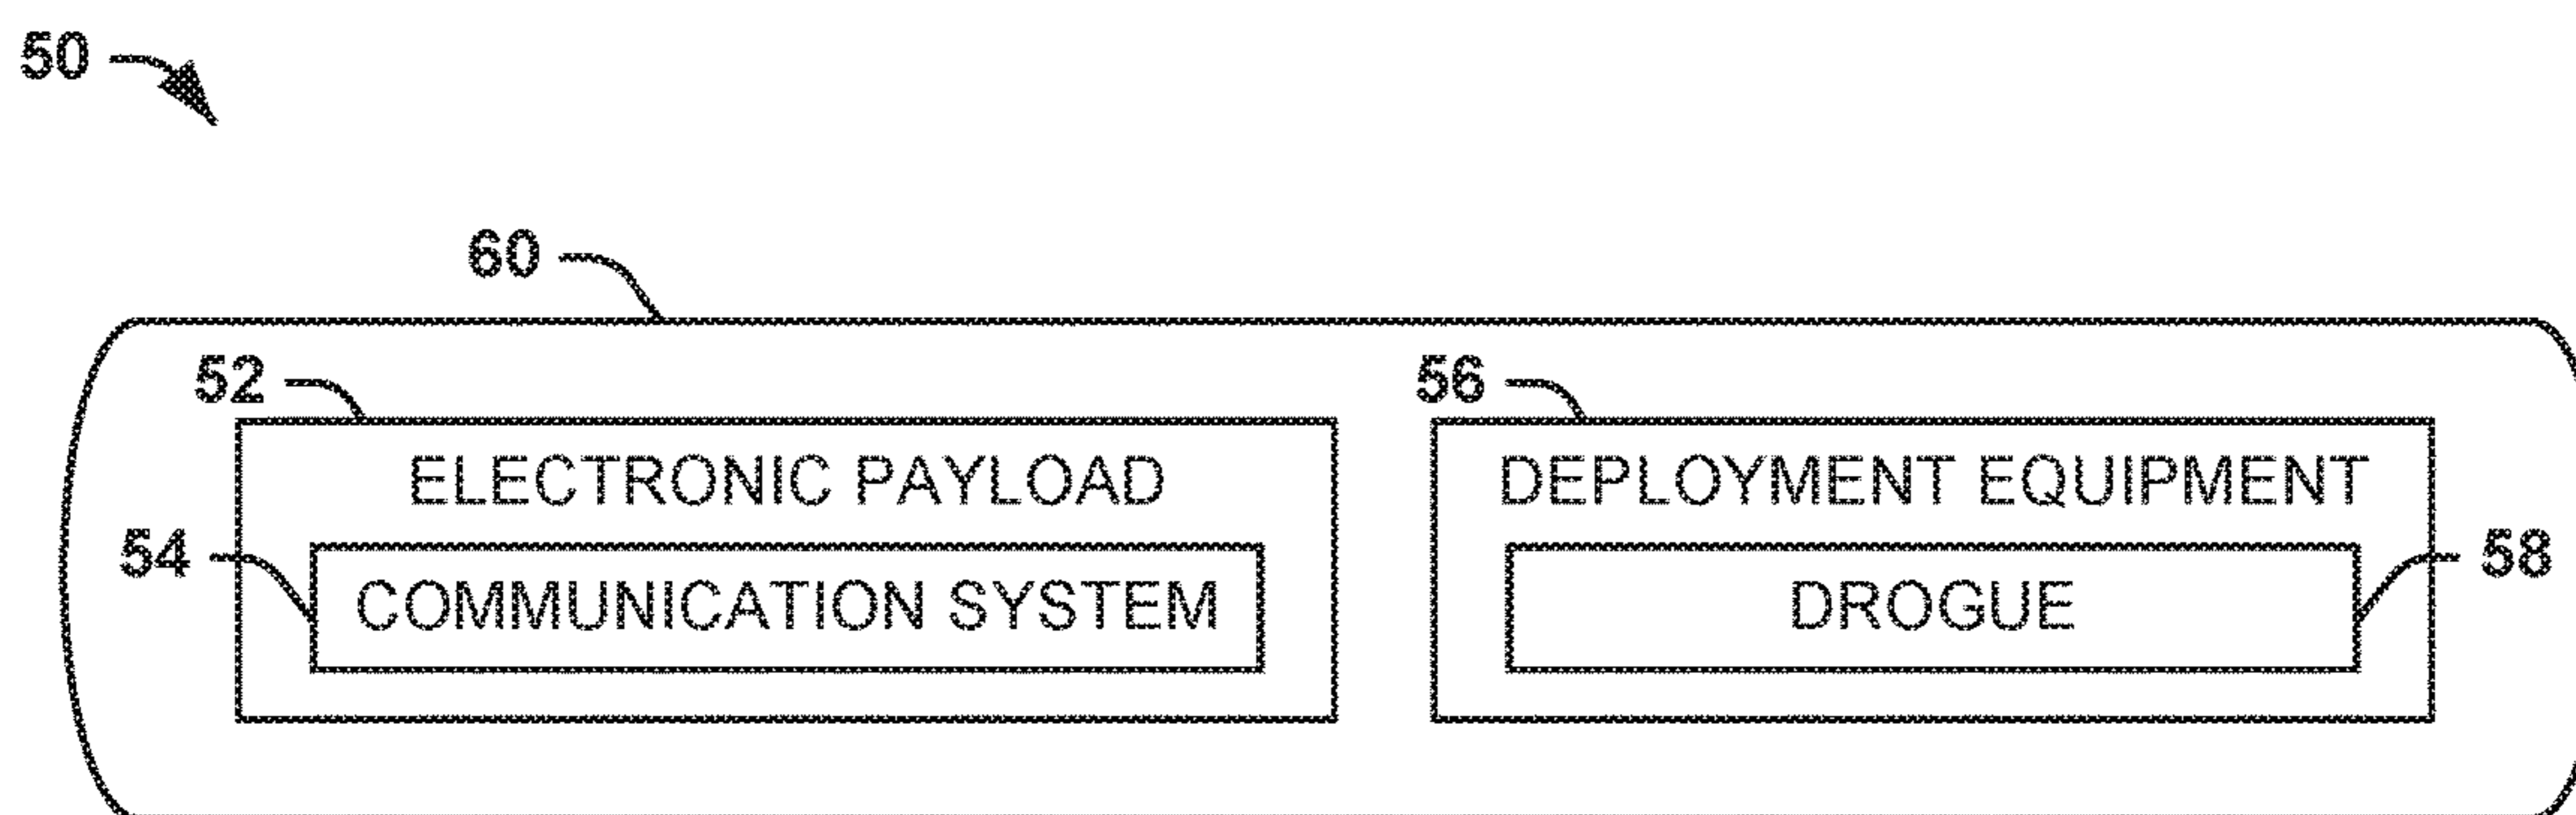 50
60
52
56
ELECTRONIC PAYLOAD
DEPLOYMENT EQUIPMENT
54
58
COMMUNICATION SYSTEM
DROGUE